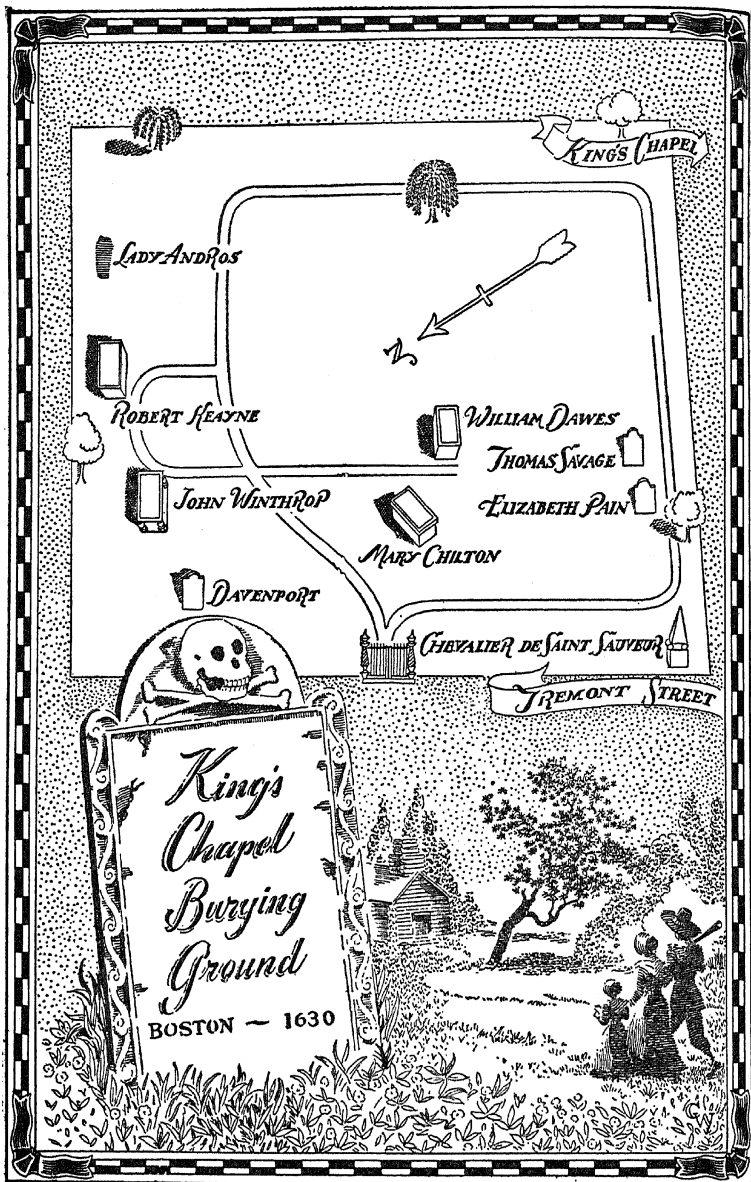 KING'S CHAPEL
LADY ANDROS
N
ROBERT KEAYNE
WILLIAM DAWES
THOMAS SAVAGE
JOHN WINTHROP
ELIZABETH PAIN
MARY CHILTON
DAVENPORT
CHEVALIER DE SAINT SAUVEUR
TREMONT STREET
King's
Chapel
Burying
Ground
BOSTON ~ 1630